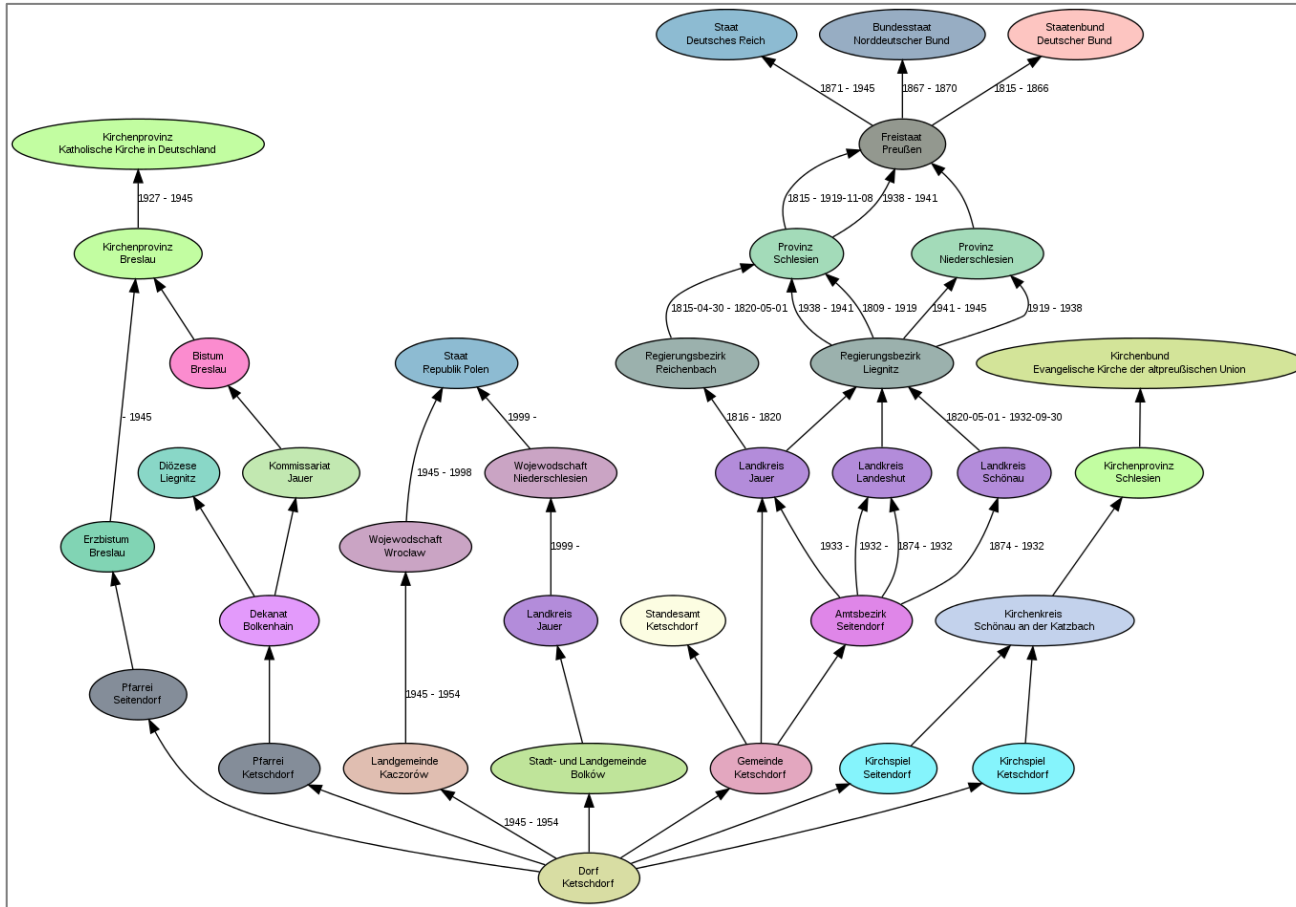 Staat
Deutsches Reich
Bundesstaat
Norddeutscher Bund
Staatenbund
Deutscher Bund
1871 - 1945
1867 - 1870
1815 - 1866
Kirchenprovinz
Katholische Kirche in Deutschland
Freistaat
Preußen
1927 - 1945
1815 - 1919-11-08
1938 - 1941
Kirchenprovinz
Breslau
Provinz
Schlesien
Provinz
Niederschlesien
1815-04-30 - 1820-05-01
1938 - 1941
1809 - 1919
1941 - 1945
1919 - 1938
Bistum
Breslau
Staat
Republik Polen
Regierungsbezirk
Reichenbach
Regierungsbezirk
Liegnitz
Kirchenbund
Evangelische Kirche der altpreußischen Union
- 1945
1999 -
1816 - 1820
1820-05-01 - 1932-09-30
Diözese
Liegnitz
Kommissariat
Jauer
1945 - 1998
Wojewodschaft
Niederschlesien
Landkreis
Jauer
Landkreis
Landeshut
Landkreis
Schönau
Kirchenprovinz
Schlesien
Erzbistum
Breslau
Wojewodschaft
Wrocław
1999 -
1933 -
1932 -
1874 - 1932
1874 - 1932
Dekanat
Bolkenhain
Landkreis
Jauer
Standesamt
Ketschdorf
Amtsbezirk
Seitendorf
Kirchenkreis
Schönau an der Katzbach
Pfarrei
Seitendorf
1945 - 1954
Pfarrei
Ketschdorf
Landgemeinde
Kaczorów
Stadt- und Landgemeinde
Bolków
Gemeinde
Ketschdorf
Kirchspiel
Seitendorf
Kirchspiel
Ketschdorf
1945 - 1954
Dorf
Ketschdorf